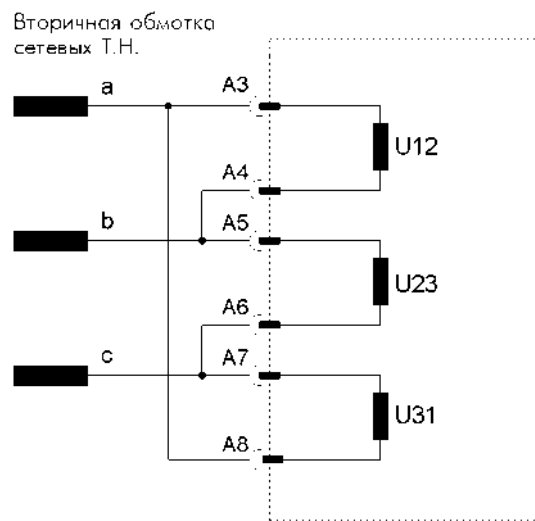 Вторичная обмотка
сетевых Т.Н.
a
A3
U12
A4
b
A5
U23
A6
c
A7
U31
A8